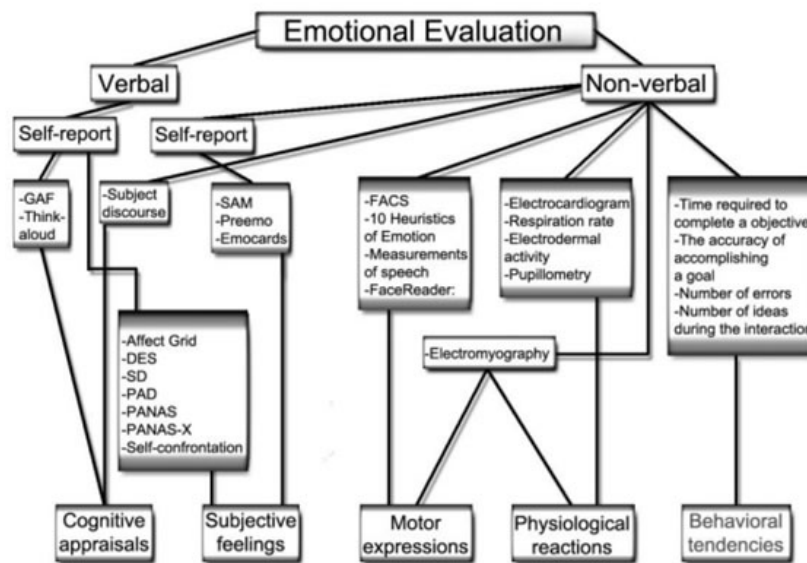 Emotional Evaluation
Verbal
Non-verbal
Self-report
Self-report
-GAF
-Think-
aloud
-Subject
discourse
-SAM
-Preemo
-Emocards
-FACS
-10 Heuristics
of Emotion
-Measurements
of speech
-FaceReader:
-Electrocardiogram
-Respiration rate
-Electrodermal
activity
-Pupillometry
-Time required to
complete a objective
-The accuracy of
accomplishing
a goal
-Number of errors
-Number of ideas
during the interaction
-Affect Grid
-DES
-SD
-PAD
-PANAS
-PANAS-X
-Self-confrontation
-Electromyography
Cognitive
appraisals
Subjective
feelings
Motor
expressions
Physiological
reactions
Behavioral
tendencies